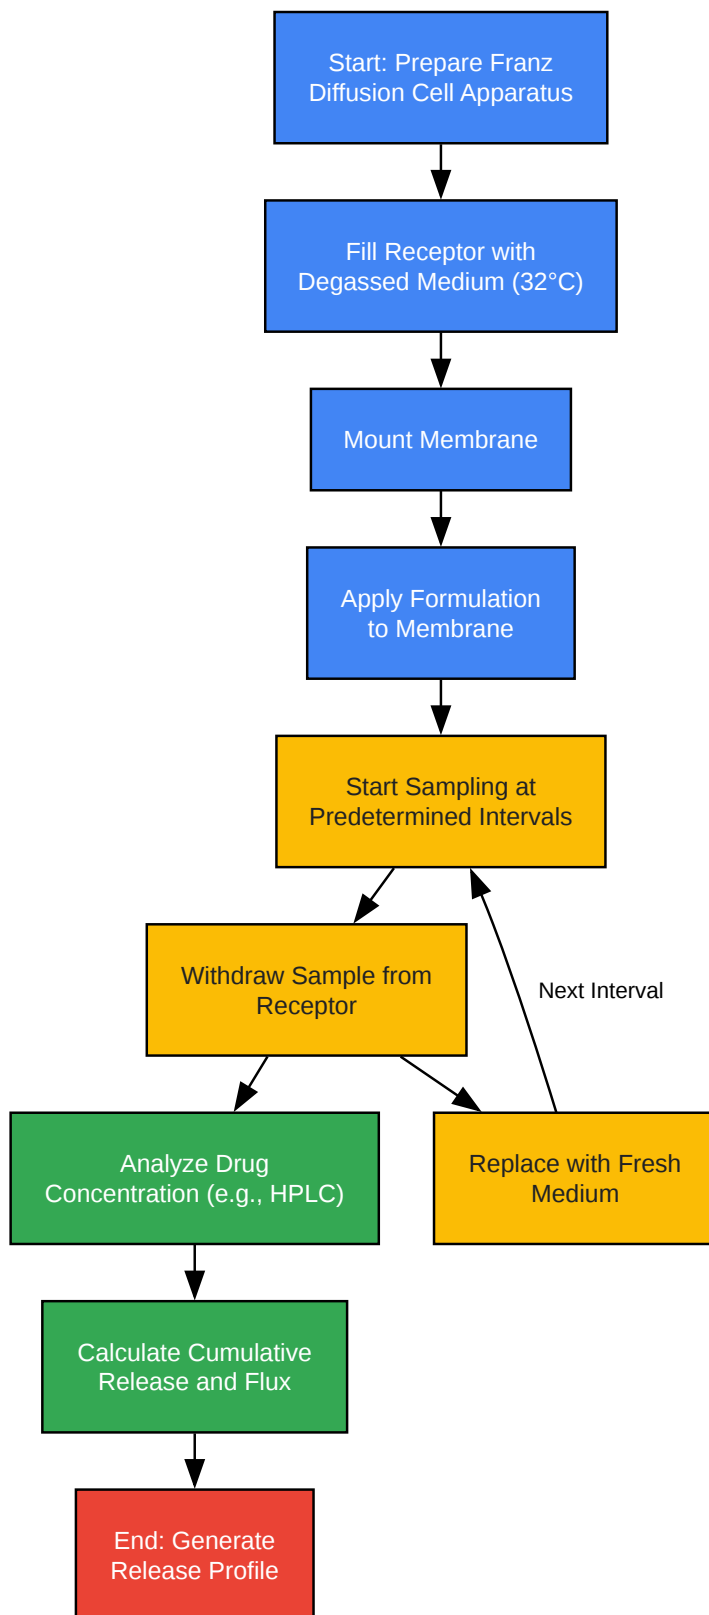 Start: Prepare Franz
Diffusion Cell Apparatus
Fill Receptor with
Degassed Medium (32°C)
Mount Membrane
Apply Formulation
to Membrane
Start Sampling at
Predetermined Intervals
Withdraw Sample from
Receptor
Next Interval
Analyze Drug
Concentration (e.g., HPLC)
Replace with Fresh
Medium
Calculate Cumulative
Release and Flux
End: Generate
Release Profile